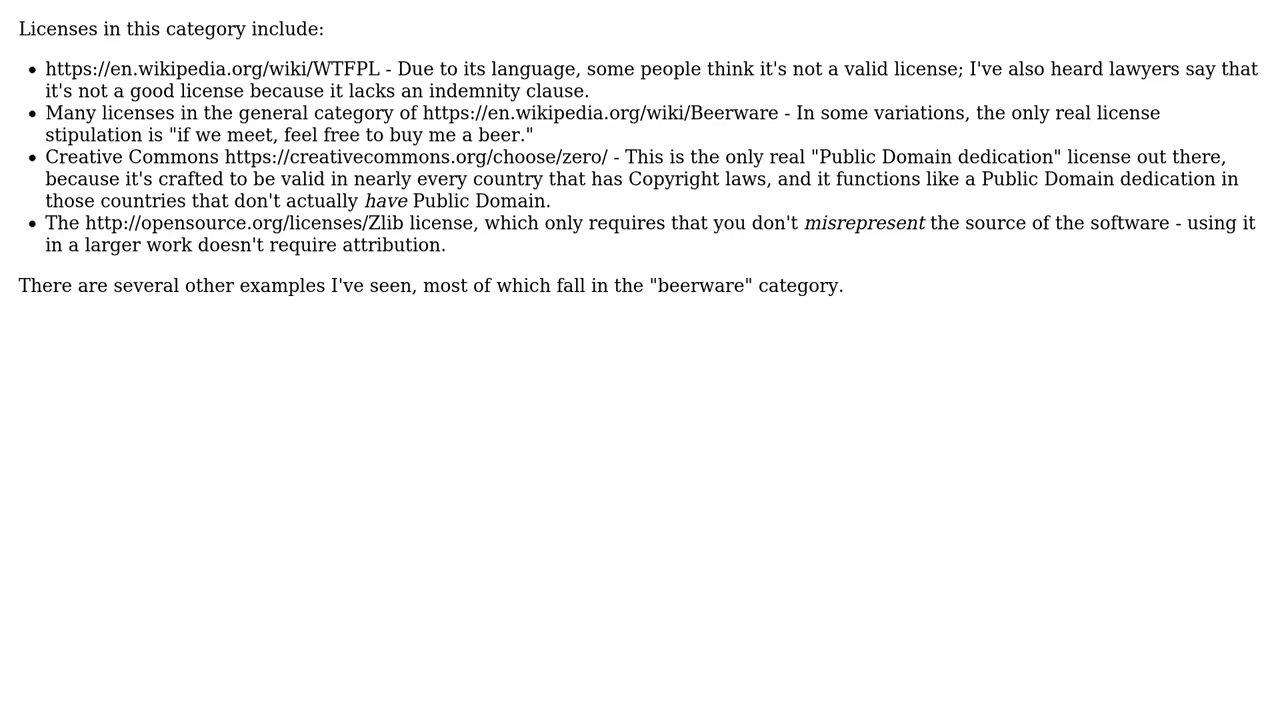 Licenses in this category include:
• https://en.wikipedia.org/wiki/WTFPL - Due to its language, some people think it's not a valid license; I've also heard lawyers say that
it's not a good license because it lacks an indemnity clause.
• Many licenses in the general category of https://en.wikipedia.org/wiki/Beerware - In some variations, the only real license
stipulation is "if we meet, feel free to buy me a beer."
• Creative Commons https://creativecommons.org/choose/zero/ - This is the only real "Public Domain dedication" license out there,
because it's crafted to be valid in nearly every country that has Copyright laws, and it functions like a Public Domain dedication in
those countries that don't actually have Public Domain.
• The http://opensource.org/licenses/Zlib license, which only requires that you don't misrepresent the source of the software - using it
in a larger work doesn't require attribution.
There are several other examples I've seen, most of which fall in the "beerware" category.